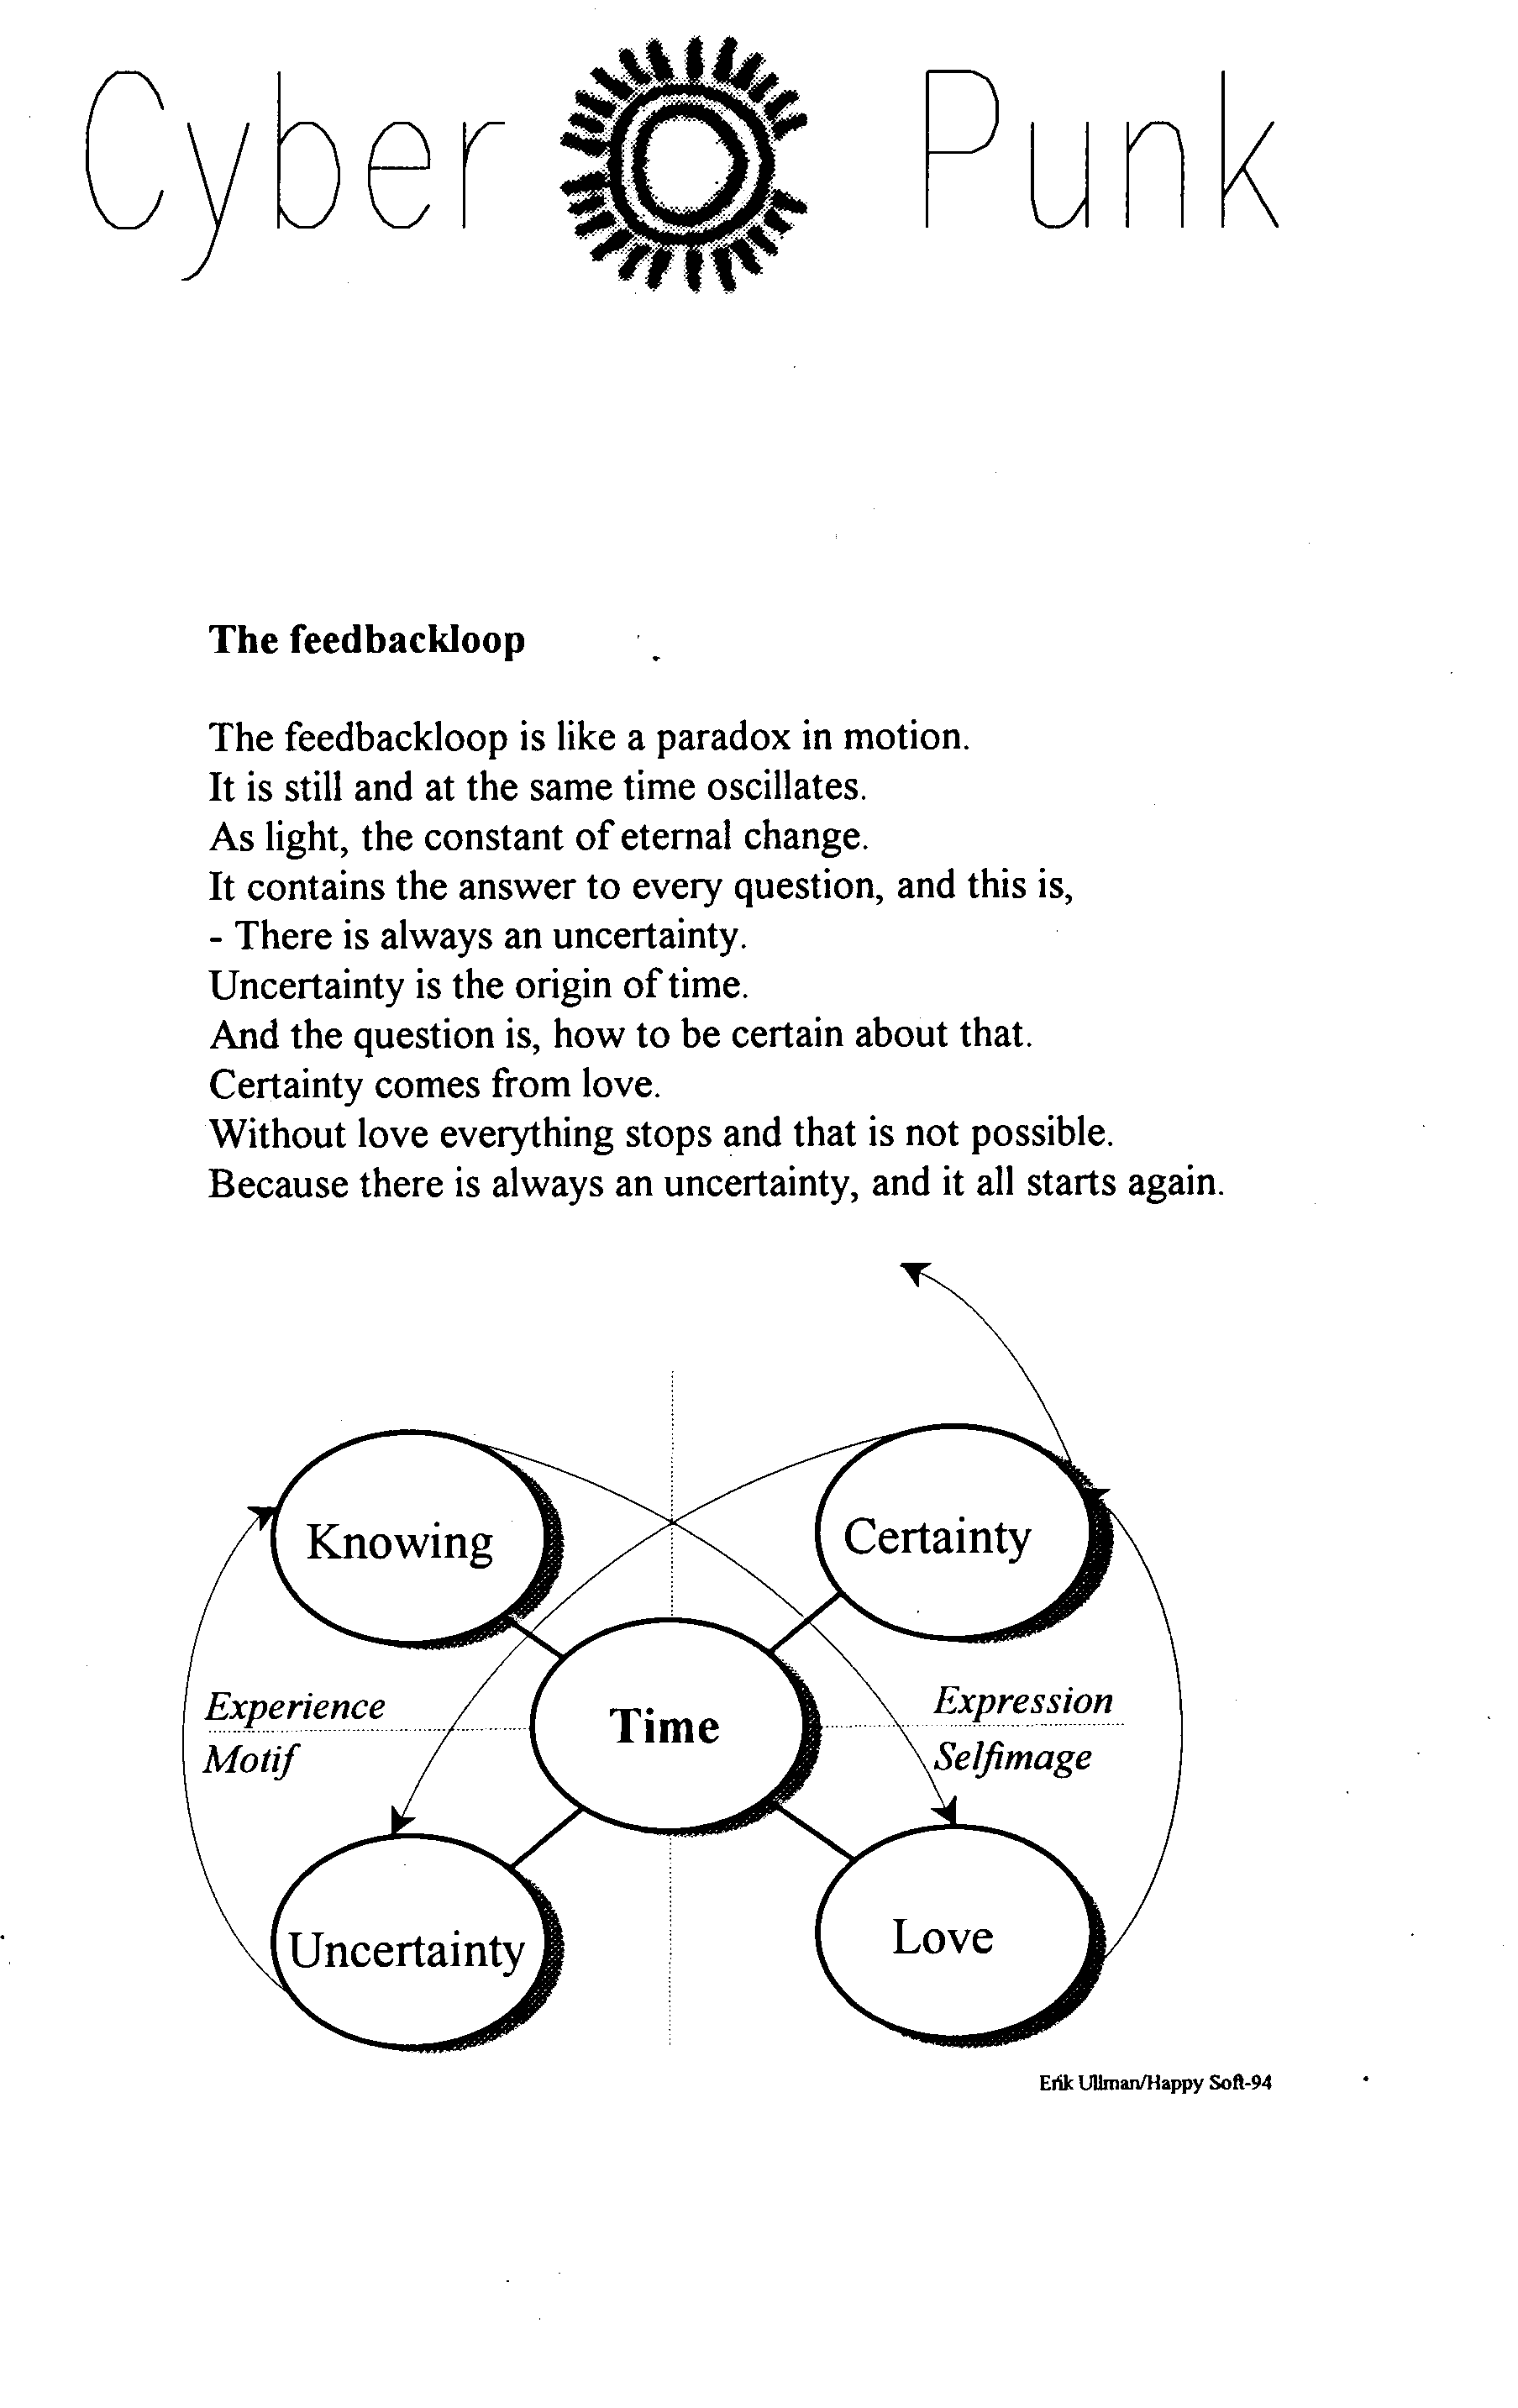 Cyber Punk
The feedbackloop
The feedbackloop is like a paradox in motion.
It is still and at the same time oscillates.
As light, the constant of eternal change.
It contains the answer to every question, and this is,
- There is always an uncertainty.
Uncertainty is the origin of time.
And the question is, how to be certain about that.
Certainty comes from love.
Without love everything stops and that is not possible.
Because there is always an uncertainty, and it all starts again.
Knowing
Certainty
Experience
Motif
Time
Expression
Selfimage
Uncertainty
Love
Erik Ullman/Happy Soft-94